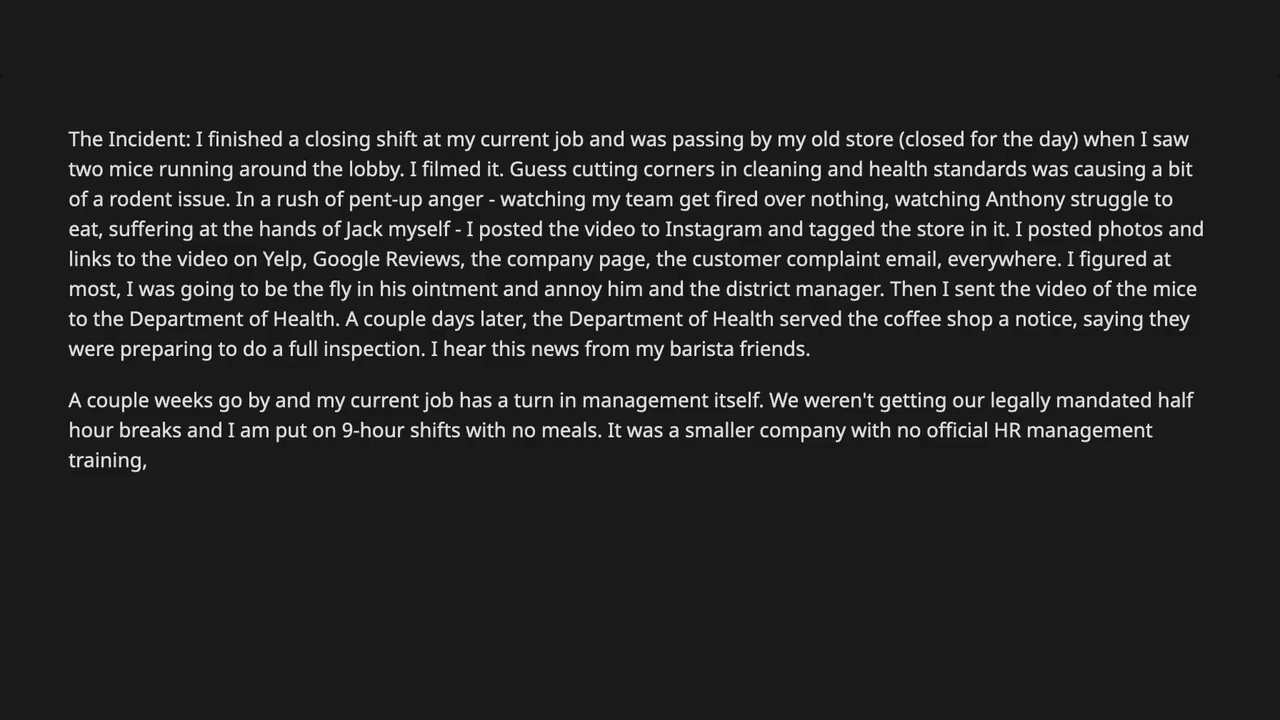 The Incident: I finished a closing shift at my current job and was passing by my old store (closed for the day) when I saw
two mice running around the lobby. I filmed it. Guess cutting corners in cleaning and health standards was causing a bit
of a rodent issue. In a rush of pent-up anger - watching my team get fired over nothing, watching Anthony struggle to
eat, suffering at the hands of Jack myself - I posted the video to Instagram and tagged the store in it. I posted photos and
links to the video on Yelp, Google Reviews, the company page, the customer complaint email, everywhere. I figured at
most, I was going to be the fly in his ointment and annoy him and the district manager. Then I sent the video of the mice
to the Department of Health. A couple days later, the Department of Health served the coffee shop a notice, saying they
were preparing to do a full inspection. I hear this news from my barista friends.
A couple weeks go by and my current job has a turn in management itself. We weren't getting our legally mandated half
hour breaks and I am put on 9-hour shifts with no meals. It was a smaller company with no official HR management
training,